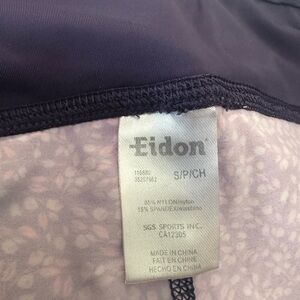 Eidon
S/P/CH
85% NYLON/nylon
15% SPANDEX/elasthanne
SGS SPORTS INC.
CA12305
MADE IN CHINA
FAIT EN CHINE
HECHO EN CHINA